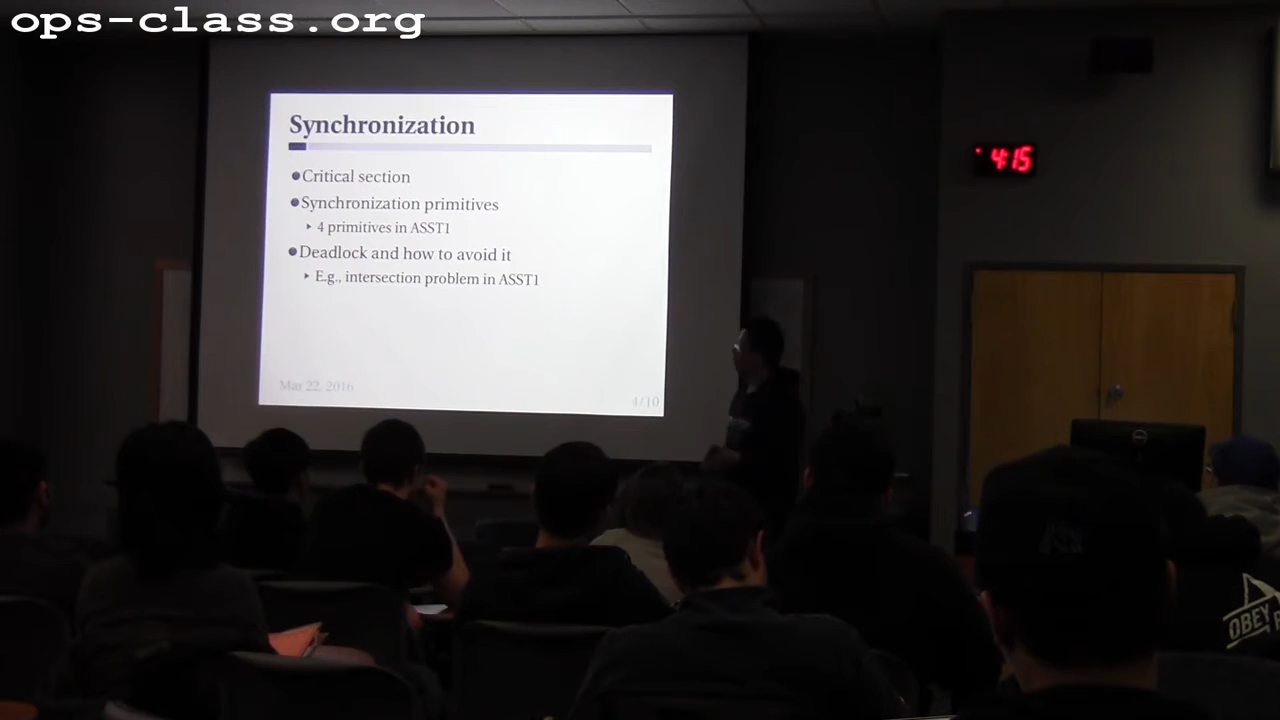 ops-class.org
Synchronization
Critical section
Synchronization primitives
4 primitives in ASST1
Deadlock and how to avoid it
E.g., intersection problem in ASST1
Mar 22, 2016
4/10
4:15
OBEY